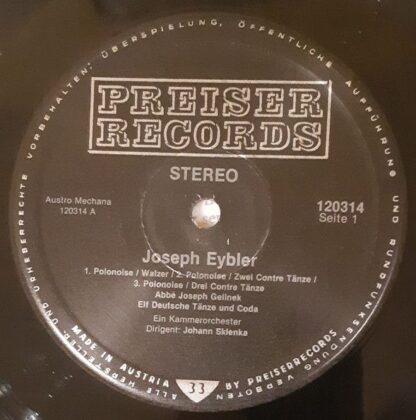 PREISER
RECORDS
STEREO
Austro Mechana
120314 A
120314
Seite 1
Joseph Eybler
1. Polonoise / Walzer / 2. Polonoise / Zwei Contre Tänze /
3. Polonoise / Drei Contre Tänze
Abbé Joseph Gelinek
Elf Deutsche Tänze und Coda
Ein Kammerorchester
Dirigent: Johann Sklenka
ALLE HERSTELLER- UND URHEBERRECHTE VORBEHALTEN. ÜBERSPIELUNG, ÖFFENTLICHE AUFFÜHRUNG UND RUNDFUNKSENDUNG VERBOTEN
MADE IN AUSTRIA 33 BY PREISERRECORDS